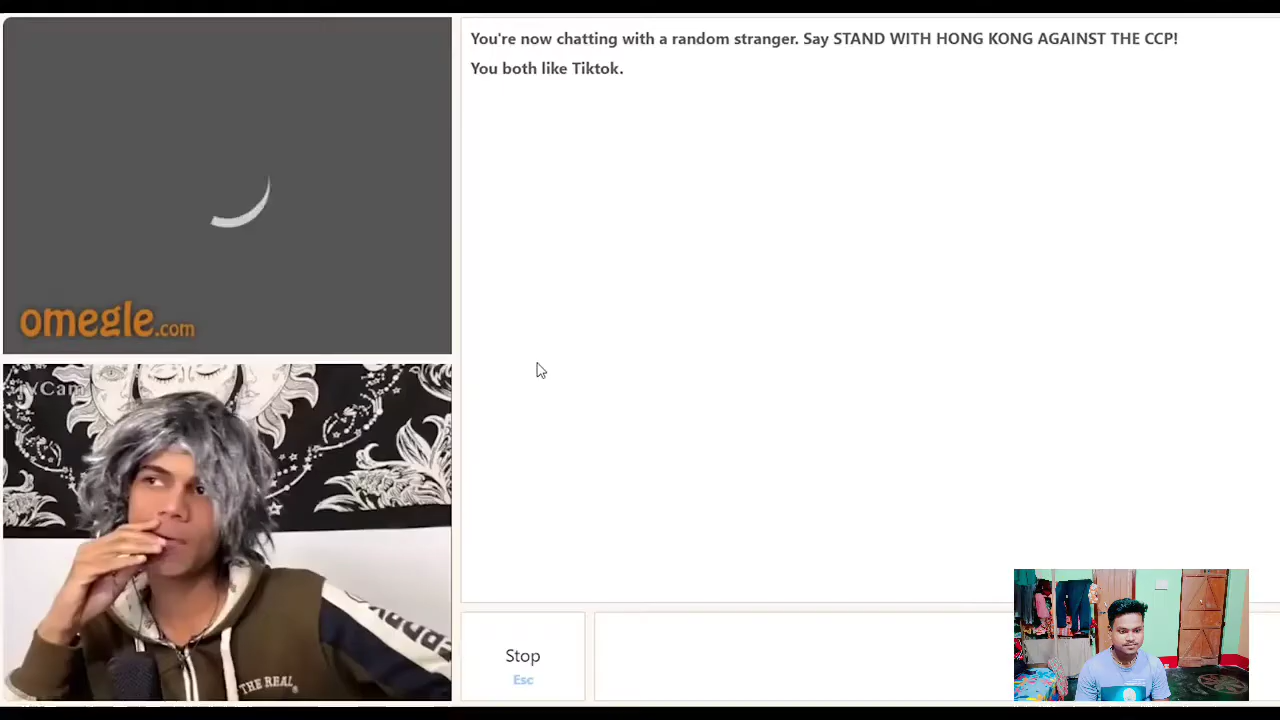 You're now chatting with a random stranger. Say STAND WITH HONG KONG AGAINST THE CCP!
You both like Tiktok.
omegle.com
Stop
Esc
THE REAL